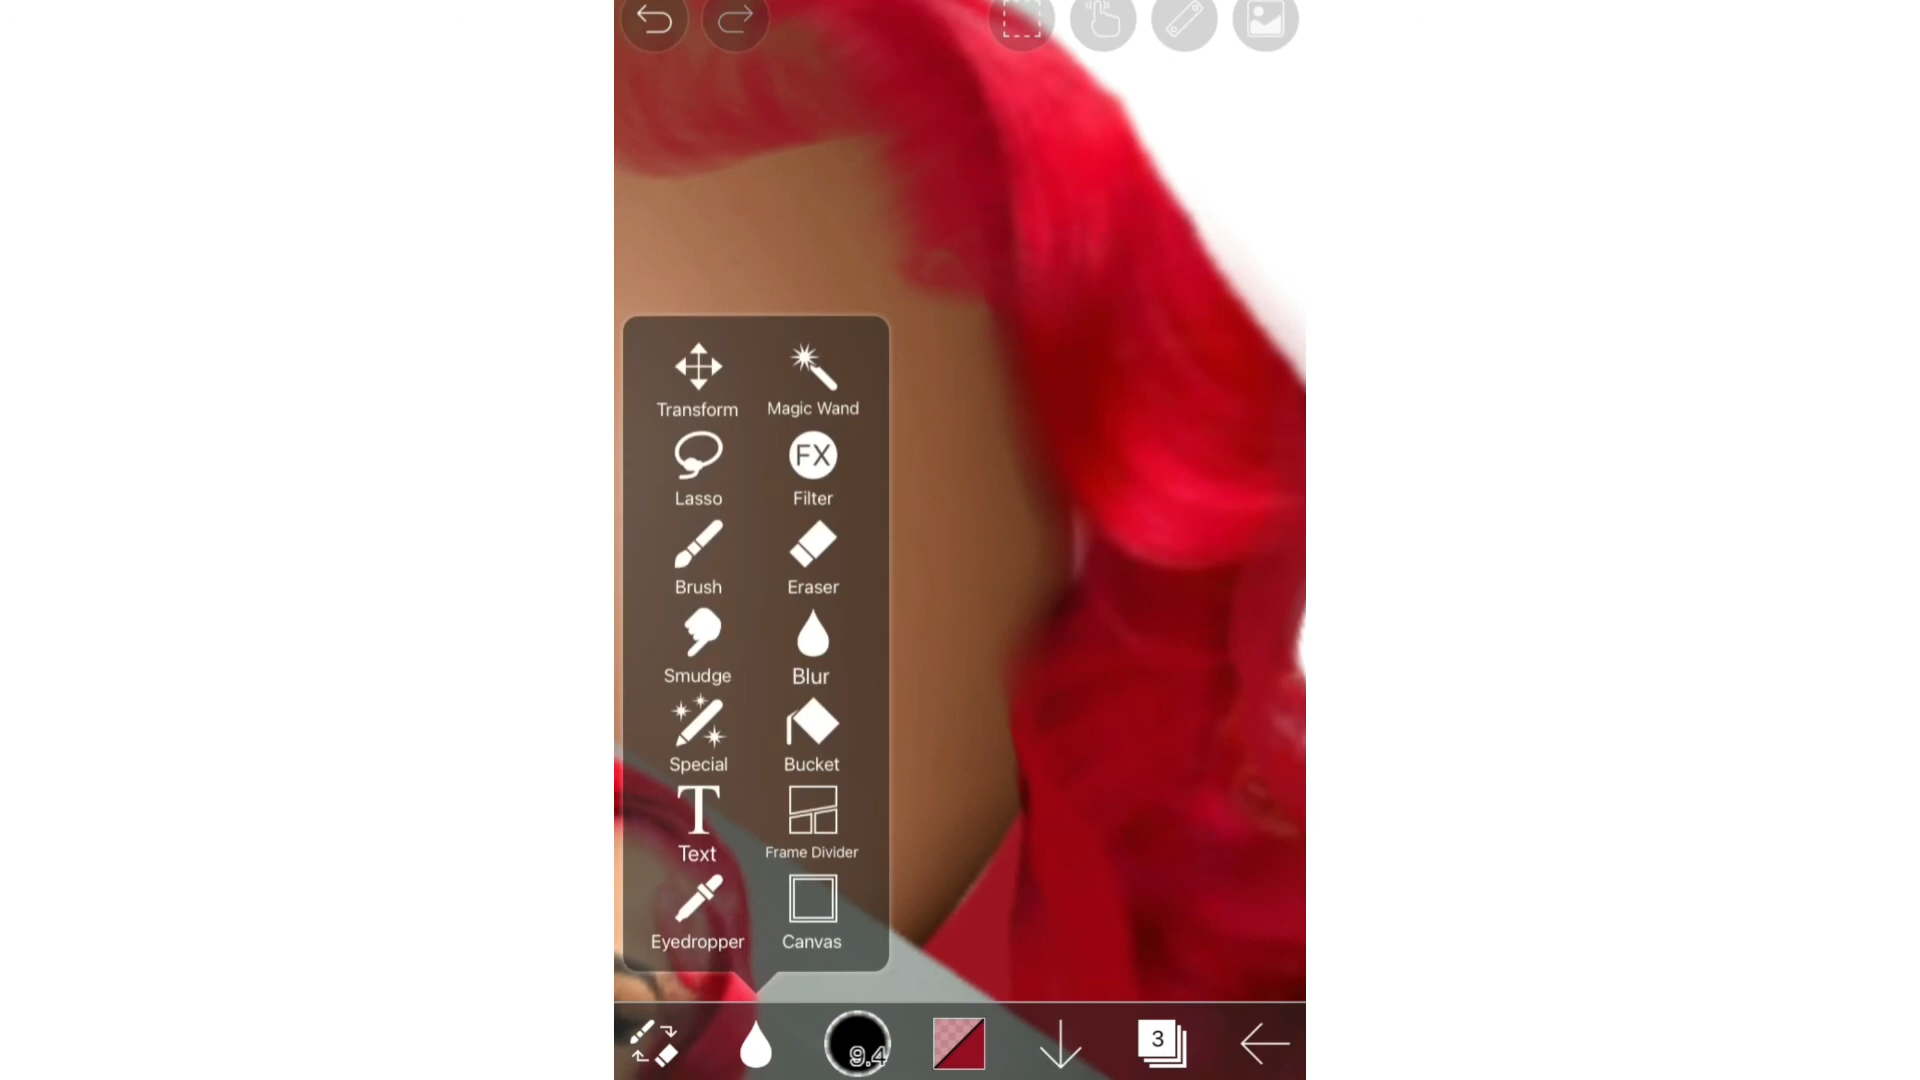 Transform Magic Wand
Lasso FX Filter
Brush Eraser
Smudge Blur
Special Bucket
T Text Frame Divider
Eyedropper Canvas
9.4 3